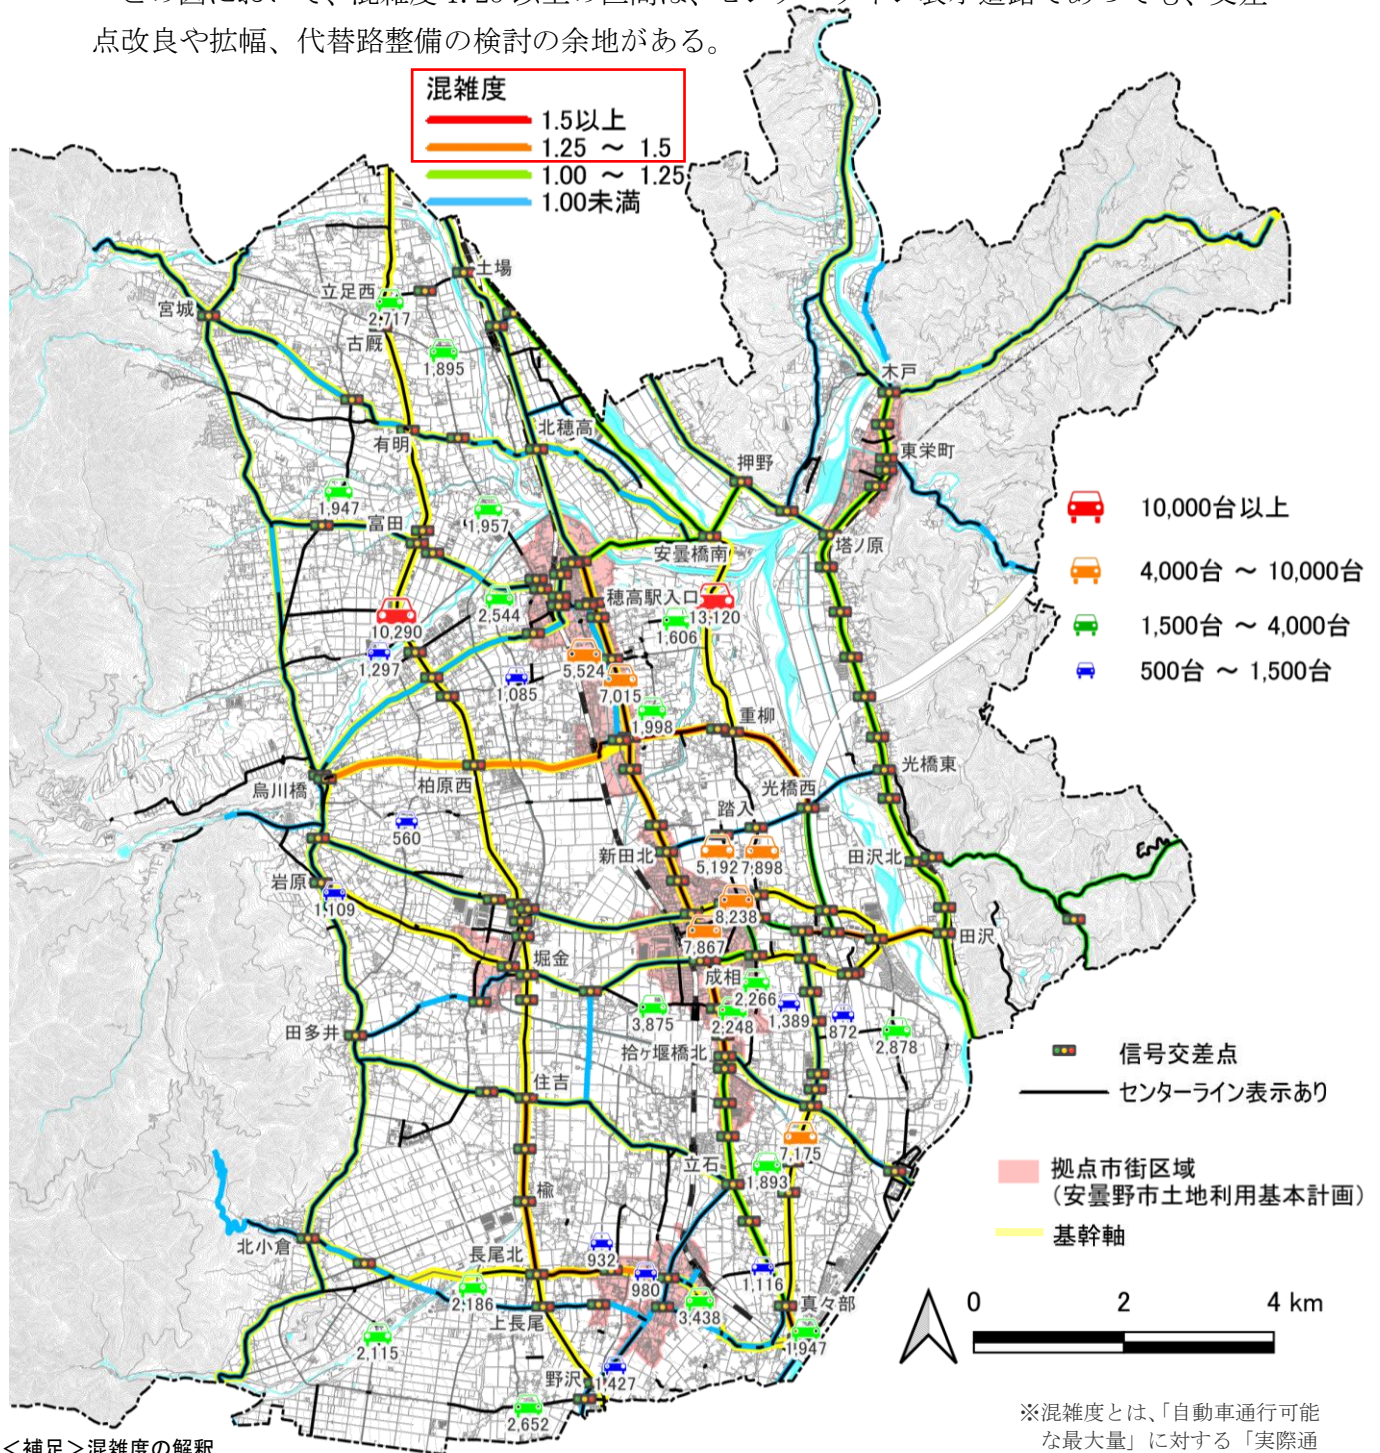 点改良や拡幅、代替路整備の検討の余地がある。
混雑度
1.5以上
1.25 ～ 1.5
1.00 ～ 1.25
1.00未満
土場
立足西
宮城
2,717
古厩
1,895
木戸
北穂高
有明
東栄町
押野
1,947
1,957
富田
安曇橋南
塔ノ原
10,000台以上
4,000台 ～ 10,000台
1,500台 ～ 4,000台
500台 ～ 1,500台
穂高駅入口
2,544
13,120
10,290
1,606
1,297
5,524
1,085
7,015
1,998
重柳
烏川橋
柏原西
光橋西
光橋東
踏入
560
新田北
5,192
7,898
田沢北
岩原
1,109
8,238
7,867
田沢
堀金
成相
2,266
3,875
2,248
1,389
872
2,878
田多井
拾ヶ堰橋北
信号交差点
センターライン表示あり
住吉
7,175
立石
1,893
拠点市街区域
(安曇野市土地利用基本計画)
楡
基幹軸
北小倉
長尾北
932
980
1,116
2,186
3,438
真々部
上長尾
1,947
2,115
0 2 4 km
野沢
1,427
2,652
※混雑度とは、「自動車通行可能
な最大量」に対する「実際通
＜補足＞混雑度の解釈